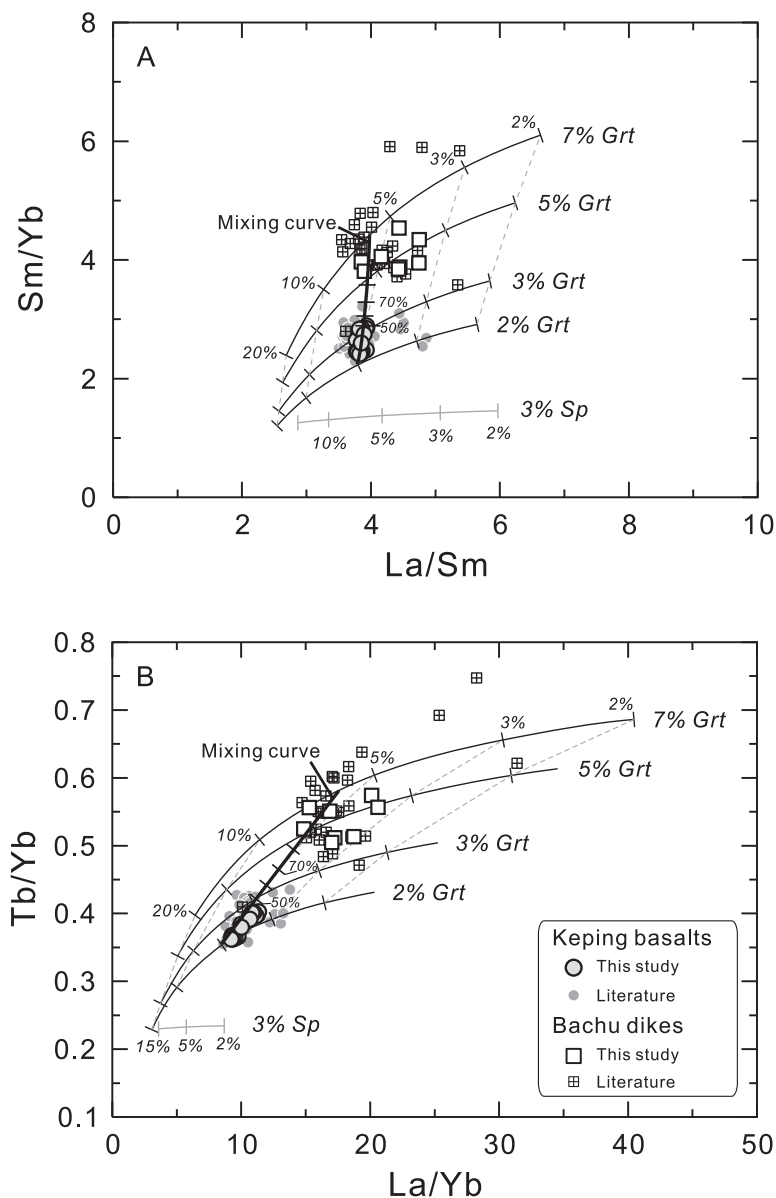 8
A
2%
7% Grt
3%
6
5%
5% Grt
Mixing curve
Sm/Yb
4
10%
3% Grt
70%
2% Grt
50%
20%
2
3% Sp
10%
5%
3%
2%
0
0
2
4
6
8
10
La/Sm
0.8
B
0.7
2%
7% Grt
3%
Mixing curve
5%
5% Grt
0.6
10%
0.5
3% Grt
70%
Tb/Yb
20%
50%
2% Grt
0.4
0.3
3% Sp
0.2
15%
5%
2%
0.1
Keping basalts
This study
Literature
Bachu dikes
This study
Literature
0
10
20
30
40
50
La/Yb